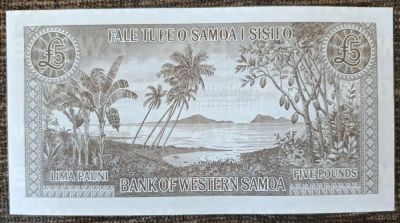 FALE TUPE O SAMOA I SISIFO
£5
£5
LIMA PAUNI
FIVE POUNDS
BANK OF WESTERN SAMOA